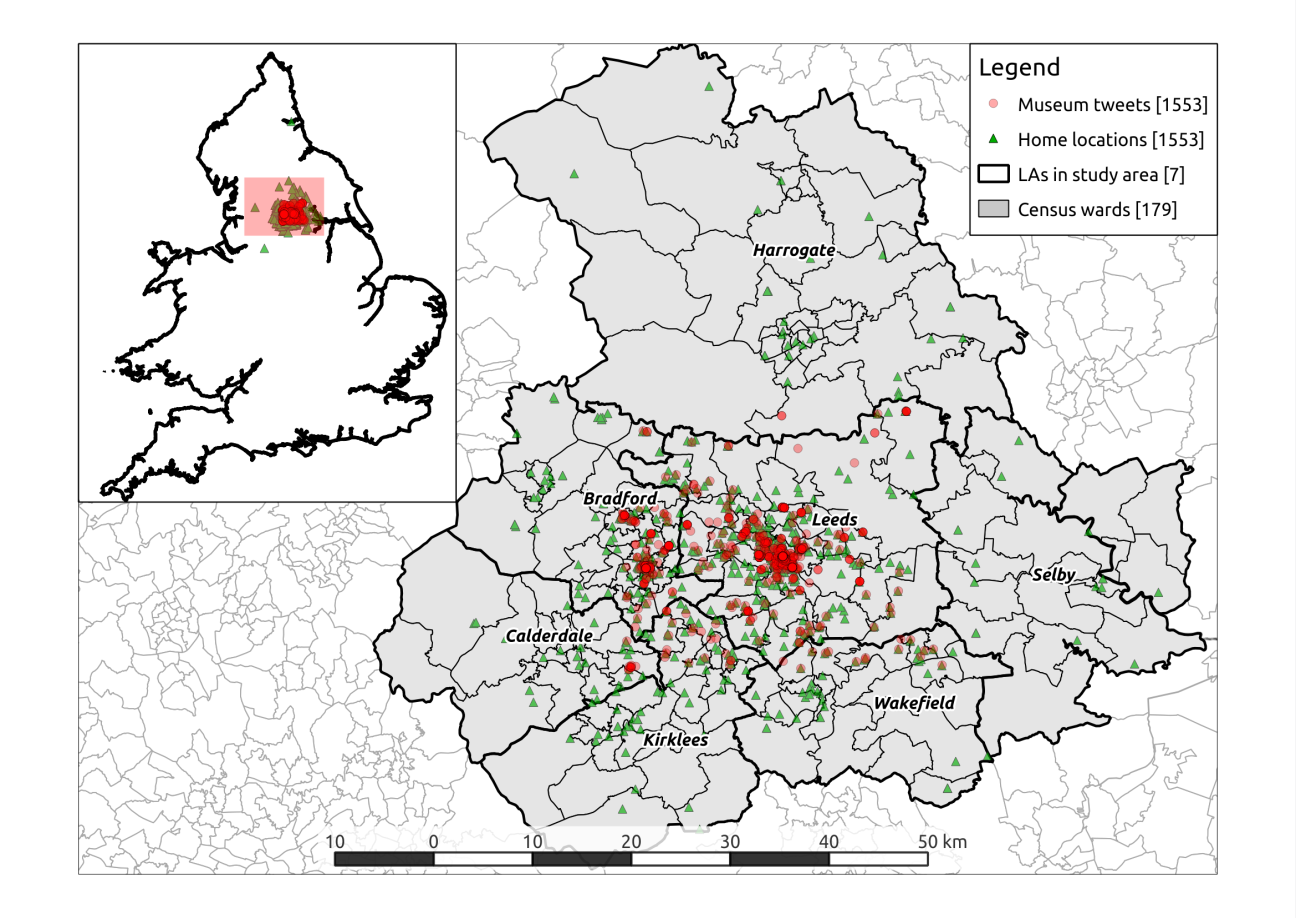 Legend
Museum tweets [1553]
Home locations [1553]
LAs in study area [7]
Census wards [179]
Harrogate
Bradford
Leeds
Selby
Calderdale
Wakefield
Kirklees
10 0 10 20 30 40 50 km